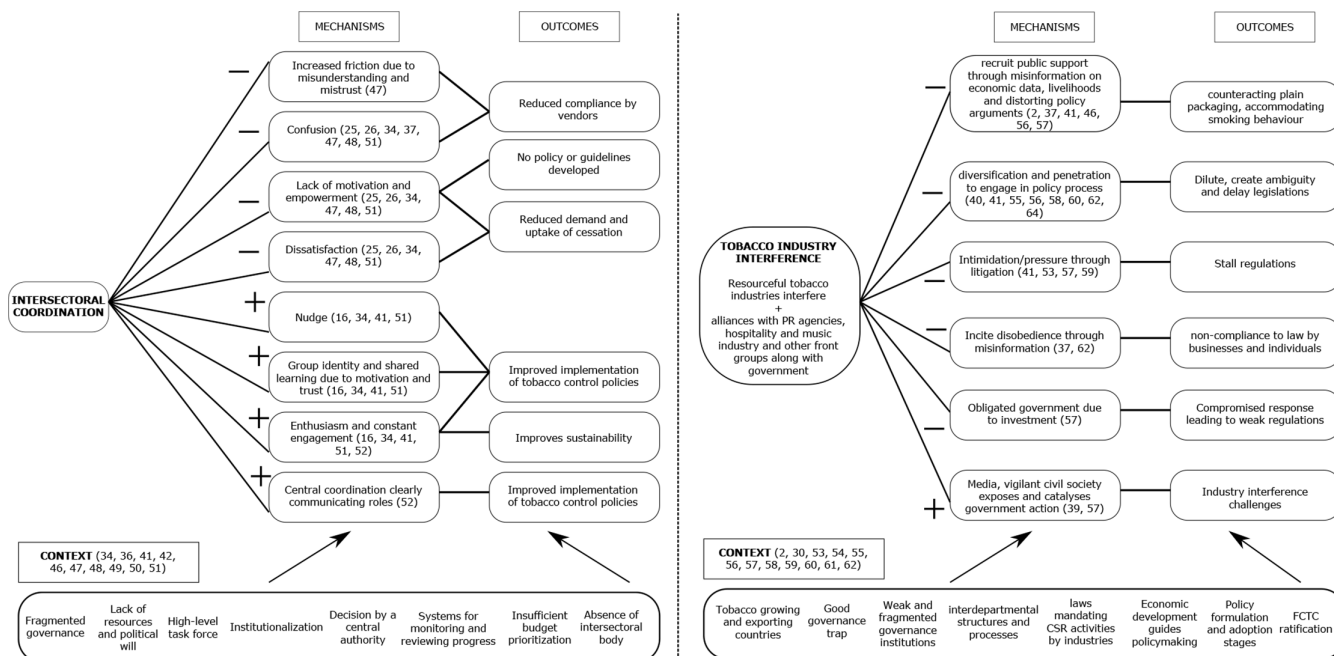 MECHANISMS
OUTCOMES
Increased friction due to
misunderstanding and
mistrust (47)
Confusion (25, 26, 34, 37,
47, 48, 51)
Lack of motivation and
empowerment (25, 26, 34,
47, 48, 51)
Dissatisfaction (25, 26, 34,
47, 48, 51)
Nudge (16, 34, 41, 51)
Group identity and shared
learning due to motivation and
trust (16, 34, 41, 51)
Enthusiasm and constant
engagement (16, 34, 41,
51, 52)
Central coordination clearly
communicating roles (52)
Reduced compliance by
vendors
No policy or guidelines
developed
Reduced demand and
uptake of cessation
Improved implementation
of tobacco control policies
Improves sustainability
Improved implementation
of tobacco control policies
INTERSECTORAL
COORDINATION
−
−
−
−
+
+
+
+
CONTEXT (34, 36, 41, 42,
46, 47, 48, 49, 50, 51)
Fragmented
governance
Lack of
resources
and political
will
High-level
task force
Institutionalization
Decision by a
central
authority
Systems for
monitoring and
reviewing progress
Insufficient
budget
prioritization
Absence of
intersectoral
body
MECHANISMS
OUTCOMES
recruit public support
through misinformation on
economic data, livelihoods
and distorting policy
arguments (2, 37, 41, 46,
56, 57)
diversification and penetration
to engage in policy process
(40, 41, 55, 56, 58, 60, 62,
64)
Intimidation/pressure through
litigation (41, 53, 57, 59)
Incite disobedience through
misinformation (37, 62)
Obligated government due
to investment (57)
Media, vigilant civil society
exposes and catalyses
government action (39, 57)
counteracting plain
packaging, accommodating
smoking behaviour
Dilute, create ambiguity
and delay legislations
Stall regulations
non-compliance to law by
businesses and individuals
Compromised response
leading to weak regulations
Industry interference
challenges
TOBACCO INDUSTRY
INTERFERENCE
Resourceful tobacco
industries interfere
+
alliances with PR agencies,
hospitality and music
industry and other front
groups along with
government
−
−
−
−
−
+
CONTEXT (2, 30, 53, 54, 55,
56, 57, 58, 59, 60, 61, 62)
Tobacco growing
and exporting
countries
Good
governance
trap
Weak and
fragmented
governance
institutions
interdepartmental
structures and
processes
laws
mandating
CSR activities
by industries
Economic
development
guides
policymaking
Policy
formulation
and adoption
stages
FCTC
ratification